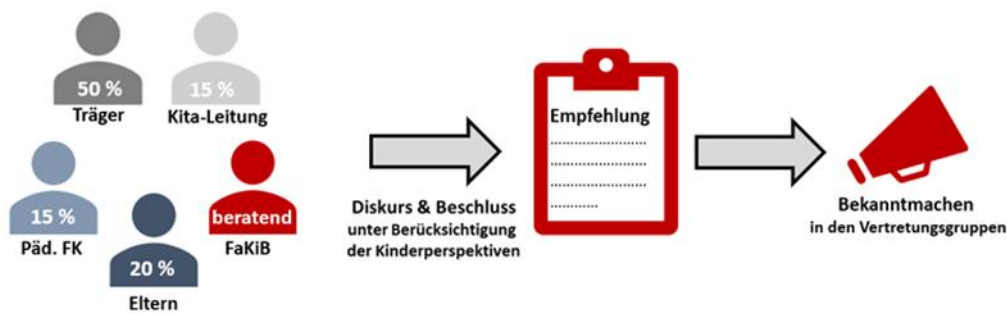 50 %
Träger
15 %
Kita-Leitung
15 %
Päd. FK
20 %
Eltern
beratend
FaKiB
Diskurs & Beschluss
unter Berücksichtigung
der Kinderperspektiven
Empfehlung
Bekanntmachen
in den Vertretungsgruppen